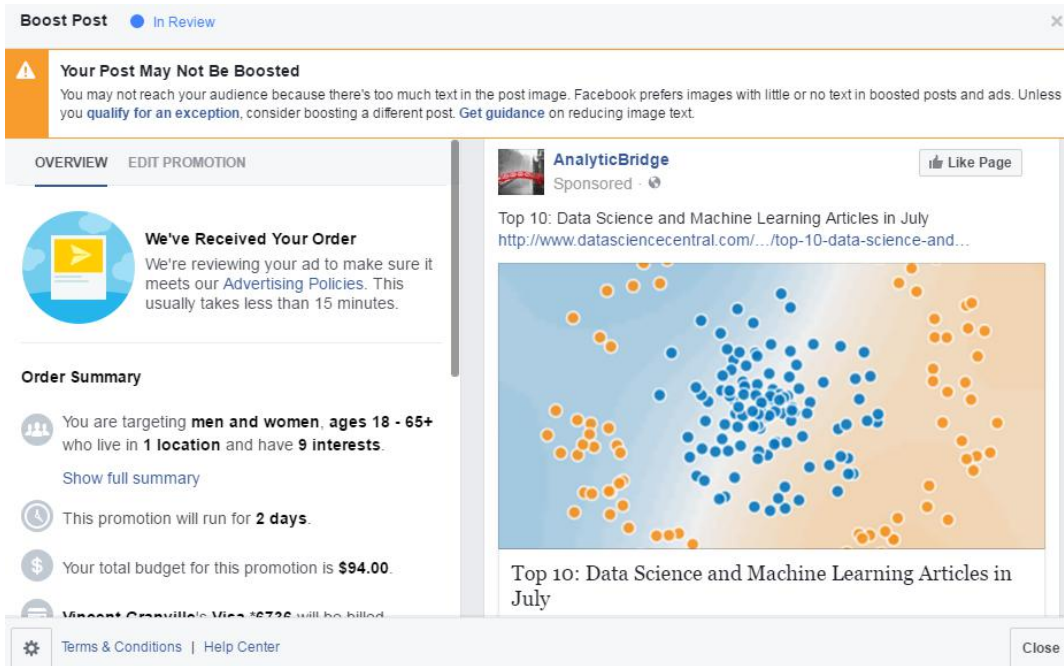 Boost Post In Review
Your Post May Not Be Boosted
You may not reach your audience because there's too much text in the post image. Facebook prefers images with little or no text in boosted posts and ads. Unless
you qualify for an exception, consider boosting a different post. Get guidance on reducing image text.
OVERVIEW EDIT PROMOTION
We've Received Your Order
We're reviewing your ad to make sure it
meets our Advertising Policies. This
usually takes less than 15 minutes.
Order Summary
You are targeting men and women, ages 18 - 65+
who live in 1 location and have 9 interests.
Show full summary
This promotion will run for 2 days.
$
Your total budget for this promotion is $94.00.
Vincent Granville's Visa *6736 will be billed
AnalyticBridge
Sponsored ·
Like Page
Top 10: Data Science and Machine Learning Articles in July
http://www.datasciencecentral.com/.../top-10-data-science-and...
Top 10: Data Science and Machine Learning Articles in
July
Terms & Conditions | Help Center
Close